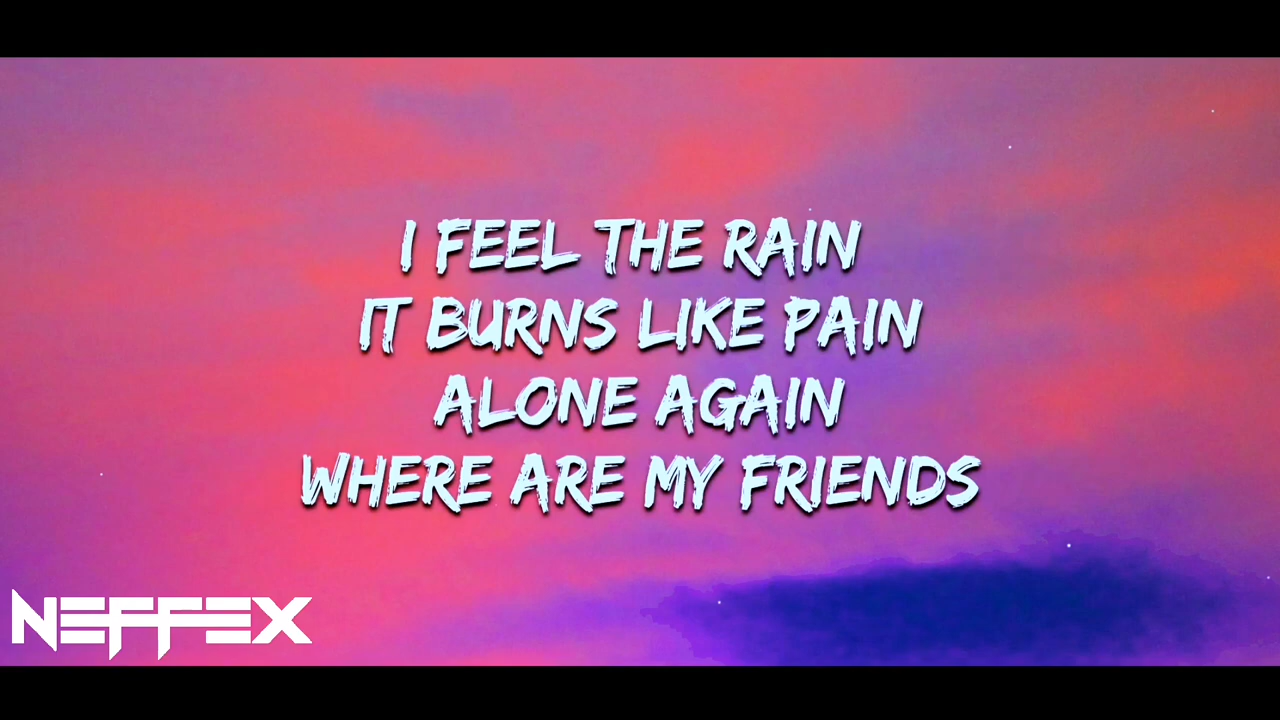 I FEEL THE RAIN
IT BURNS LIKE PAIN
ALONE AGAIN
WHERE ARE MY FRIENDS
NEFFEX